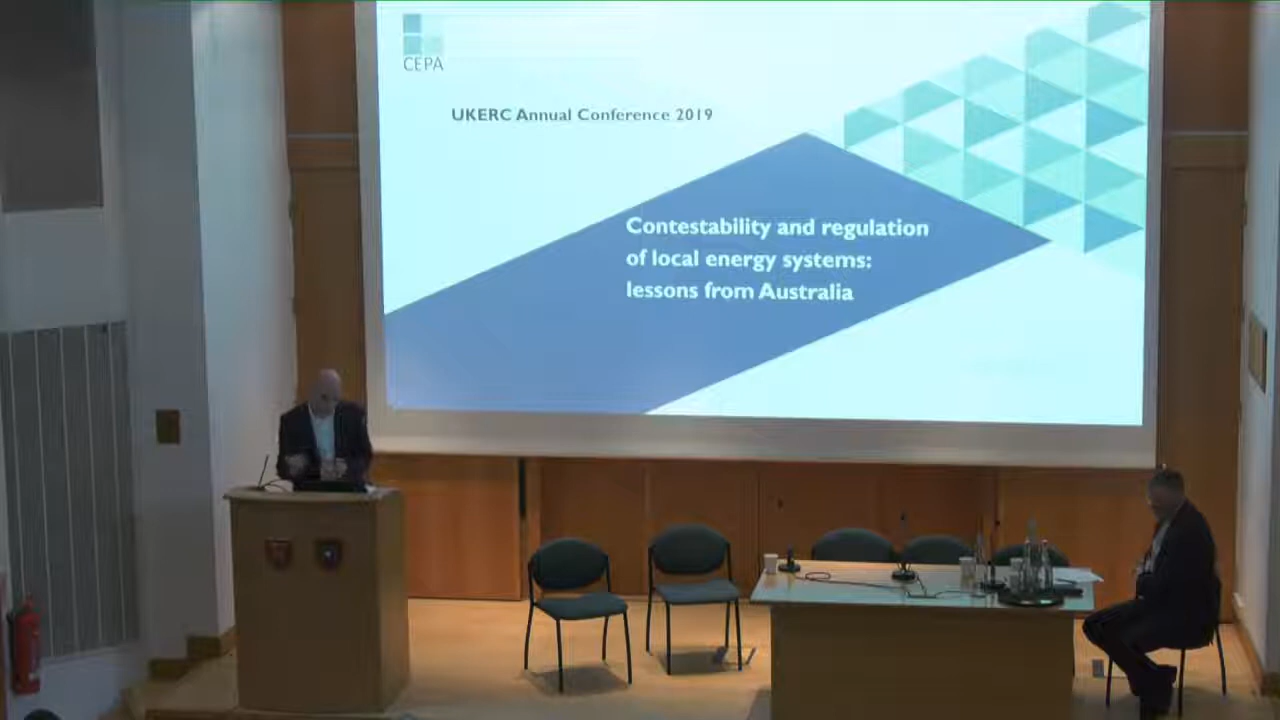 CEPA
UKERC Annual Conference 2019
Contestability and regulation
of local energy systems:
lessons from Australia